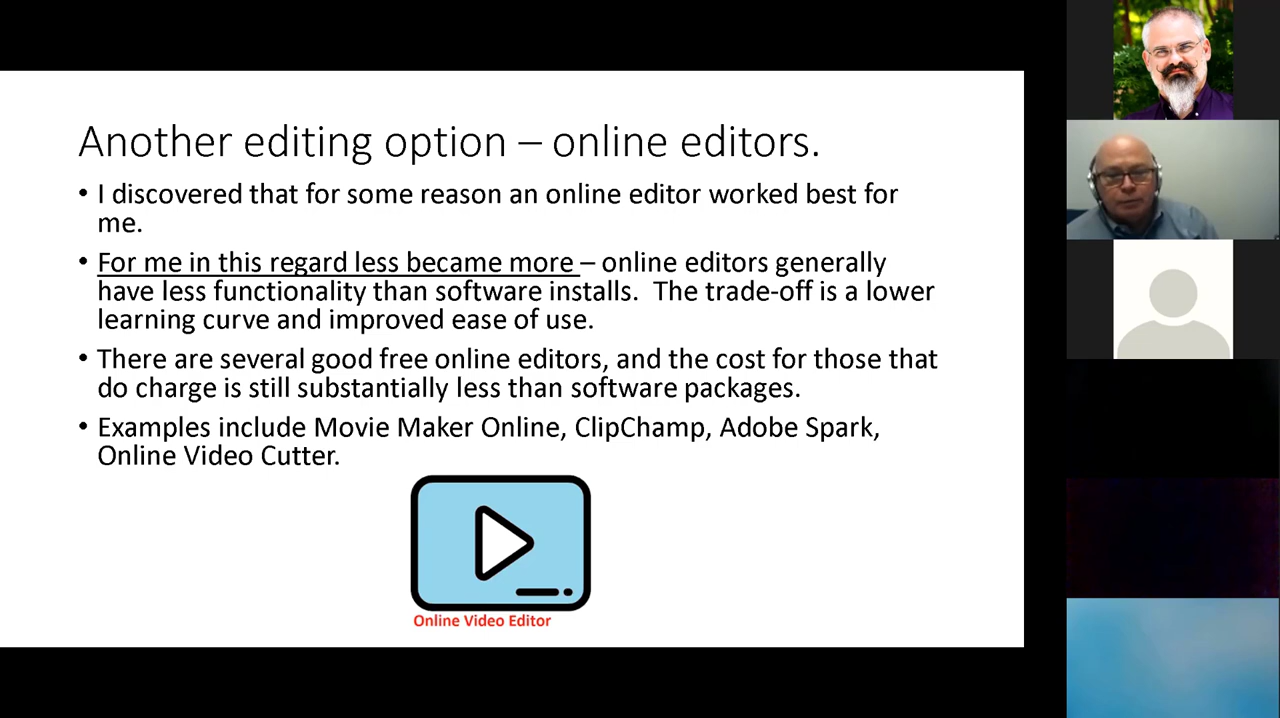 Another editing option – online editors.
• I discovered that for some reason an online editor worked best for
me.
• For me in this regard less became more – online editors generally
have less functionality than software installs.  The trade-off is a lower
learning curve and improved ease of use.
• There are several good free online editors, and the cost for those that
do charge is still substantially less than software packages.
• Examples include Movie Maker Online, ClipChamp, Adobe Spark,
Online Video Cutter.
Online Video Editor